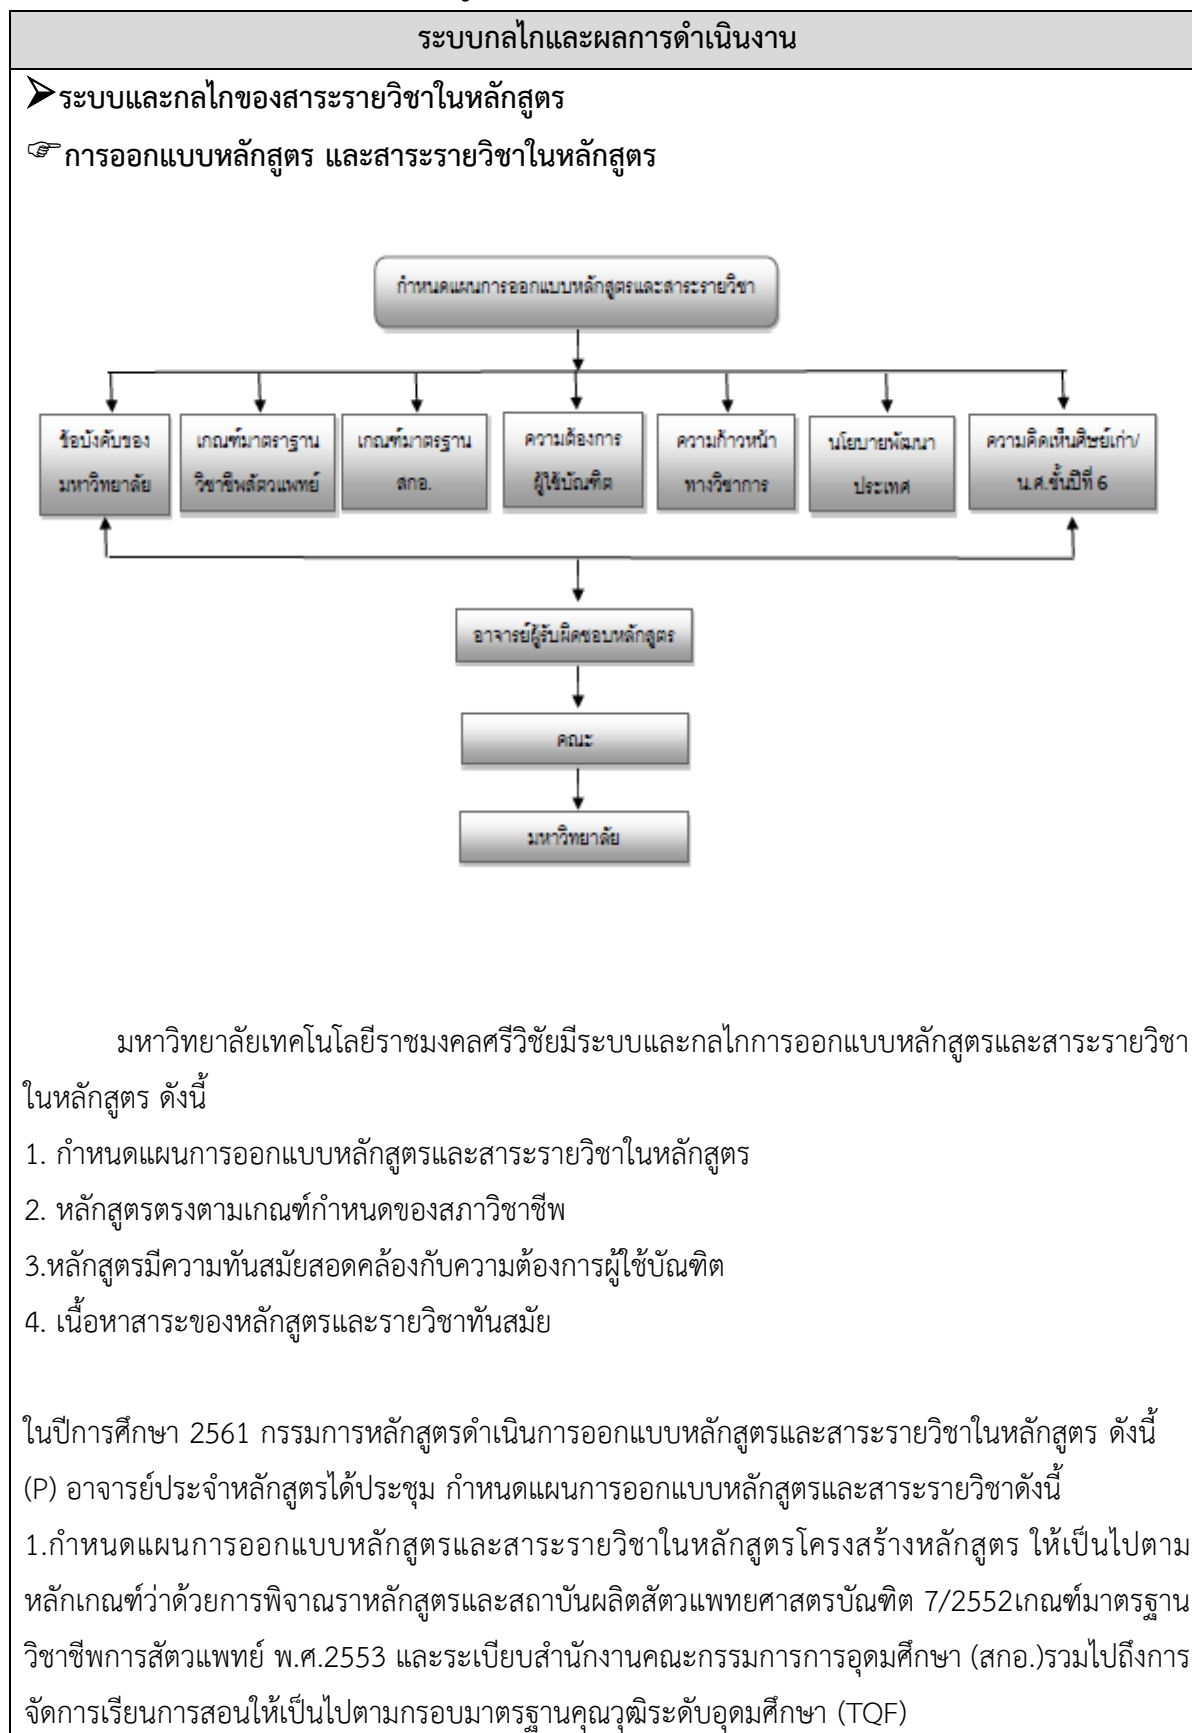 ระบบกลไกและผลการดำเนินงาน
➢ระบบและกลไกของสาระรายวิชาในหลักสูตร
☞การออกแบบหลักสูตร และสาระรายวิชาในหลักสูตร
กำหนดแผนการออกแบบหลักสูตรและสาระรายวิชา
ข้อบังคับของ
มหาวิทยาลัย
เกณฑ์มาตราฐาน
วิชาชีพสัตวแพทย์
เกณฑ์มาตรฐาน
สกอ.
ความต้องการ
ผู้ใช้บัณฑิต
ความก้าวหน้า
ทางวิชาการ
นโยบายพัฒนา
ประเทศ
ความคิดเห็นศิษย์เก่า/
น.ศ.ชั้นปีที่ 6
อาจารย์ผู้รับผิดชอบหลักสูตร
คณะ
มหาวิทยาลัย
มหาวิทยาลัยเทคโนโลยีราชมงคลศรีวิชัยมีระบบและกลไกการออกแบบหลักสูตรและสาระรายวิชา
ในหลักสูตร ดังนี้
1. กำหนดแผนการออกแบบหลักสูตรและสาระรายวิชาในหลักสูตร
2. หลักสูตรตรงตามเกณฑ์กำหนดของสภาวิชาชีพ
3.หลักสูตรมีความทันสมัยสอดคล้องกับความต้องการผู้ใช้บัณฑิต
4. เนื้อหาสาระของหลักสูตรและรายวิชาทันสมัย
ในปีการศึกษา 2561 กรรมการหลักสูตรดำเนินการออกแบบหลักสูตรและสาระรายวิชาในหลักสูตร ดังนี้
(P) อาจารย์ประจำหลักสูตรได้ประชุม กำหนดแผนการออกแบบหลักสูตรและสาระรายวิชาดังนี้
1.กำหนดแผนการออกแบบหลักสูตรและสาระรายวิชาในหลักสูตรโครงสร้างหลักสูตร ให้เป็นไปตาม
หลักเกณฑ์ว่าด้วยการพิจาณราหลักสูตรและสถาบันผลิตสัตวแพทยศาสตรบัณฑิต 7/2552เกณฑ์มาตรฐาน
วิชาชีพการสัตวแพทย์ พ.ศ.2553 และระเบียบสำนักงานคณะกรรมการการอุดมศึกษา (สกอ.)รวมไปถึงการ
จัดการเรียนการสอนให้เป็นไปตามกรอบมาตรฐานคุณวุฒิระดับอุดมศึกษา (TQF)